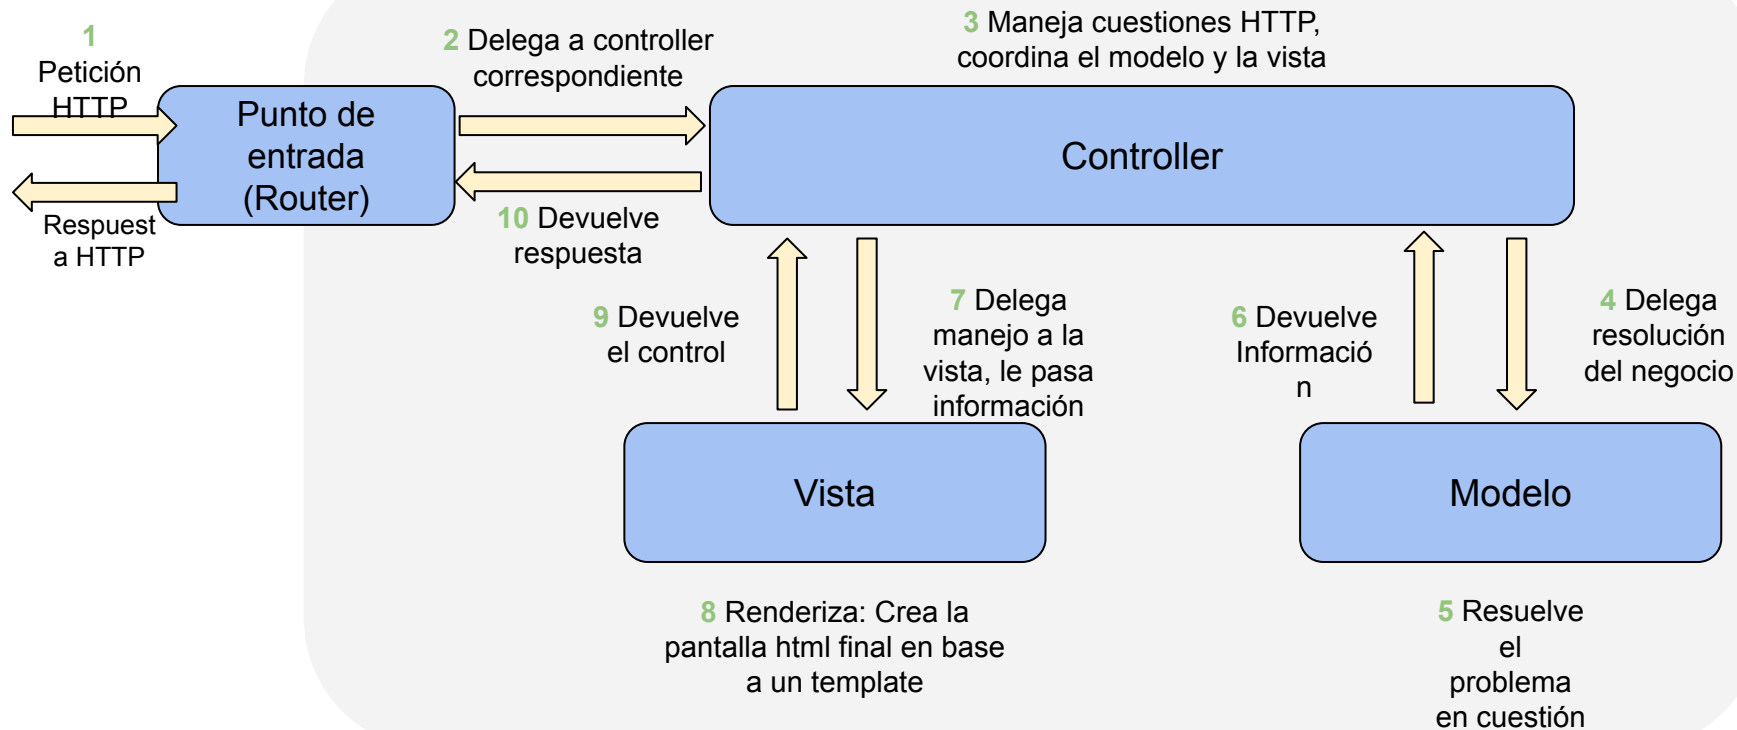 1
Petición
HTTP
Punto de
entrada
(Router)
Respuest
a HTTP
2 Delega a controller
correspondiente
10 Devuelve
respuesta
3 Maneja cuestiones HTTP,
coordina el modelo y la vista
Controller
9 Devuelve
el control
7 Delega
manejo a la
vista, le pasa
información
6 Devuelve
Informació
n
4 Delega
resolución
del negocio
Vista
Modelo
8 Renderiza: Crea la
pantalla html final en base
a un template
5 Resuelve
el
problema
en cuestión